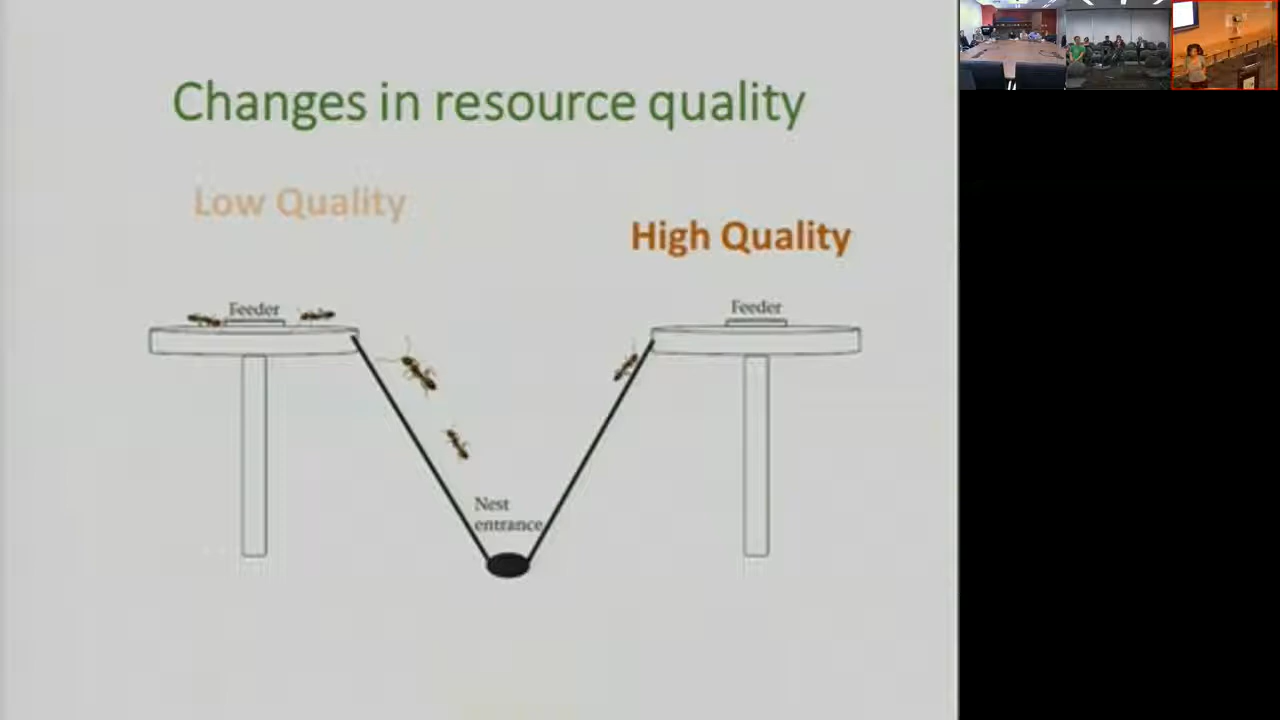 Changes in resource quality
Low Quality
High Quality
Feeder
Feeder
Nest
entrance